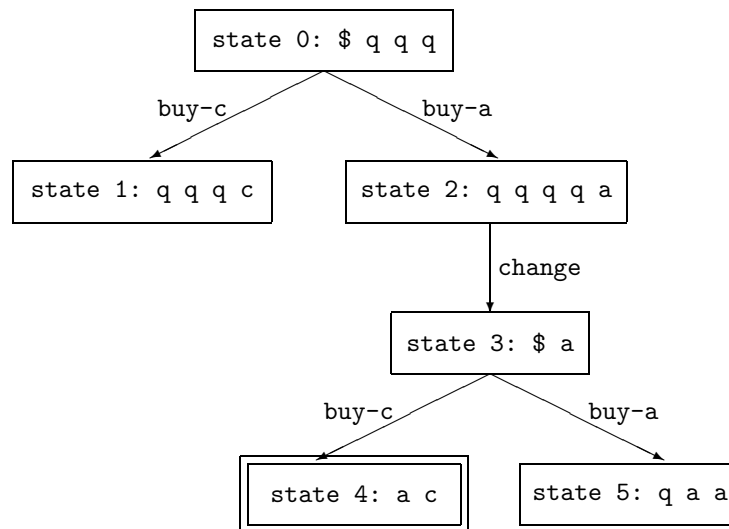 state 0: $ q q q
buy-c
buy-a
state 1: q q q c
state 2: q q q q a
change
state 3: $ a
buy-c
buy-a
state 4: a c
state 5: q a a